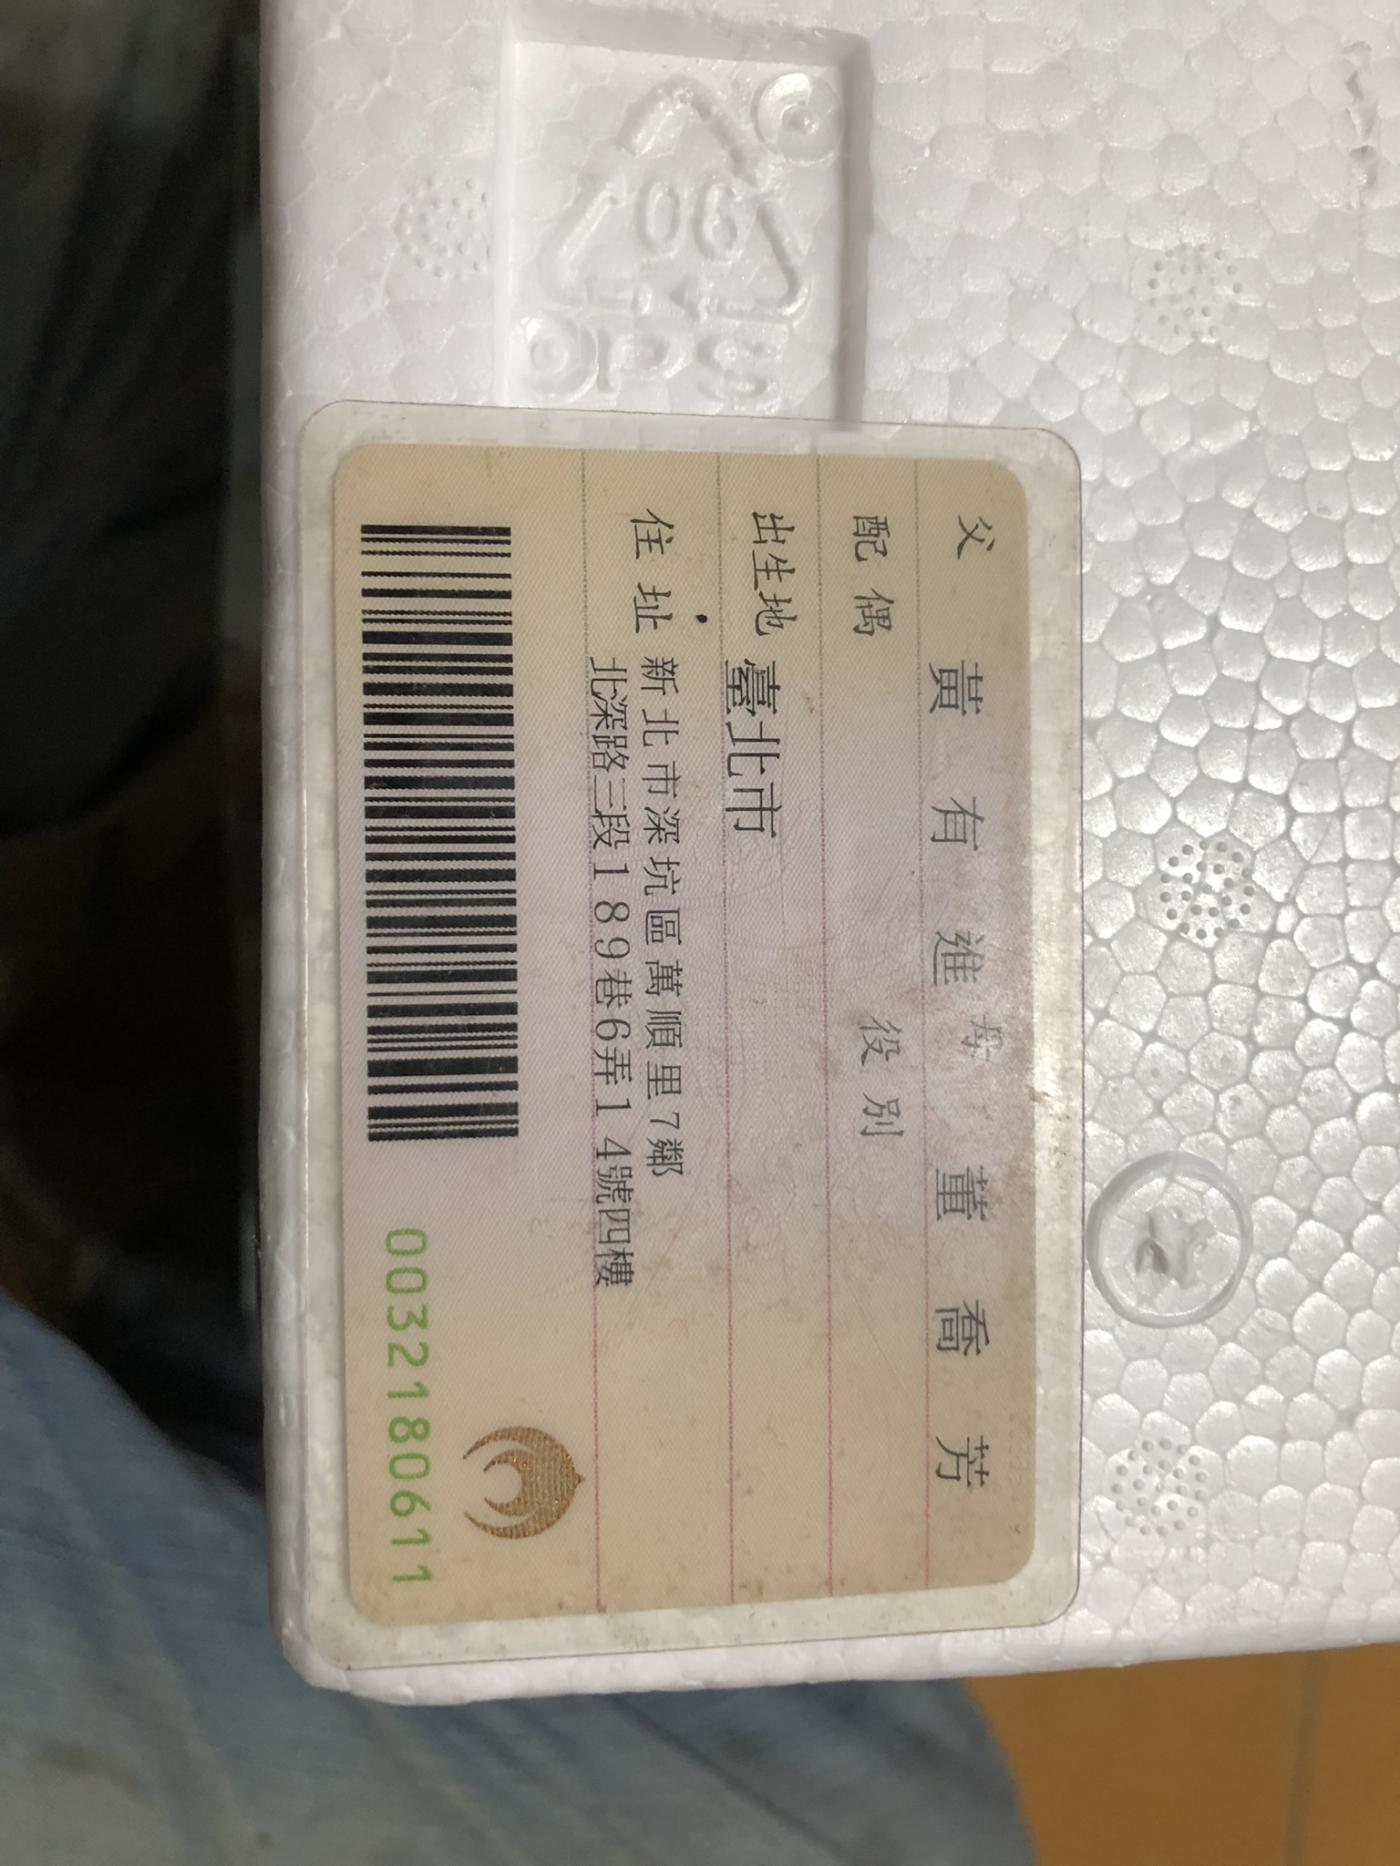 父 黃有進 母 董喬芳
配偶 役別
出生地 臺北市
住址 新北市深坑區萬順里7鄰
北深路三段189巷6弄14號四樓
0032180611
06
PS